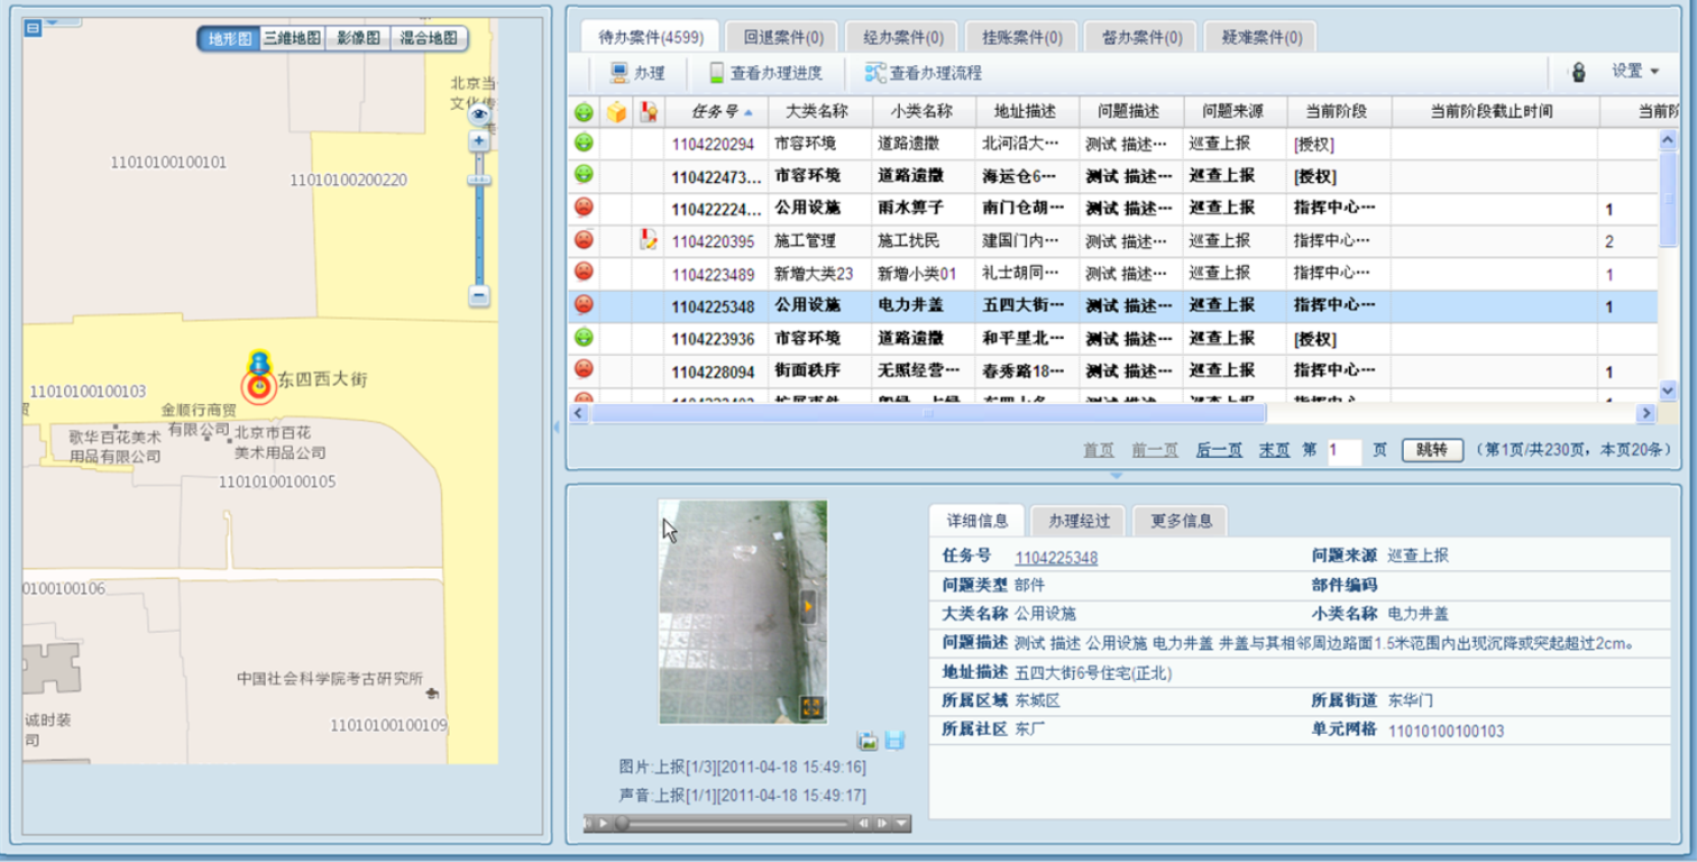 地形图 三维地图 影像图 混合地图
北京当
文化传
11010100100101
11010100200220
11010100100103
东四西大街
金顺行商贸
有限公司
歌华百花美术
用品有限公司
北京市百花
美术用品公司
11010100100105
0100100106
中国社会科学院考古研究所
诚时装
司
11010100100109
待办案件(4599) 回退案件(0) 经办案件(0) 挂账案件(0) 督办案件(0) 疑难案件(0)
办理 查看办理进度 查看办理流程 设置
任务号 大类名称 小类名称 地址描述 问题描述 问题来源 当前阶段 当前阶段截止时间 当前阶
1104220294 市容环境 道路遗撒 北河沿大… 测试 描述… 巡查上报 [授权]
110422473... 市容环境 道路遗撒 海运仓6… 测试 描述… 巡查上报 [授权]
110422224... 公用设施 雨水箅子 南门仓胡… 测试 描述… 巡查上报 指挥中心… 1
1104220395 施工管理 施工扰民 建国门内… 测试 描述… 巡查上报 指挥中心… 2
1104223489 新增大类23 新增小类01 礼士胡同… 测试 描述… 巡查上报 指挥中心… 1
1104225348 公用设施 电力井盖 五四大街… 测试 描述… 巡查上报 指挥中心… 1
1104223936 市容环境 道路遗撒 和平里北… 测试 描述… 巡查上报 [授权]
1104228094 街面秩序 无照经营… 春秀路18… 测试 描述… 巡查上报 指挥中心… 1
首页 前一页 后一页 末页 第 1 页 跳转 (第1页/共230页，本页20条)
图片:上报[1/3][2011-04-18 15:49:16]
声音:上报[1/1][2011-04-18 15:49:17]
详细信息 办理经过 更多信息
任务号 1104225348 问题来源 巡查上报
问题类型 部件 部件编码
大类名称 公用设施 小类名称 电力井盖
问题描述 测试 描述 公用设施 电力井盖 井盖与其相邻周边路面1.5米范围内出现沉降或突起超过2cm。
地址描述 五四大街6号住宅(正北)
所属区域 东城区 所属街道 东华门
所属社区 东厂 单元网格 11010100100103